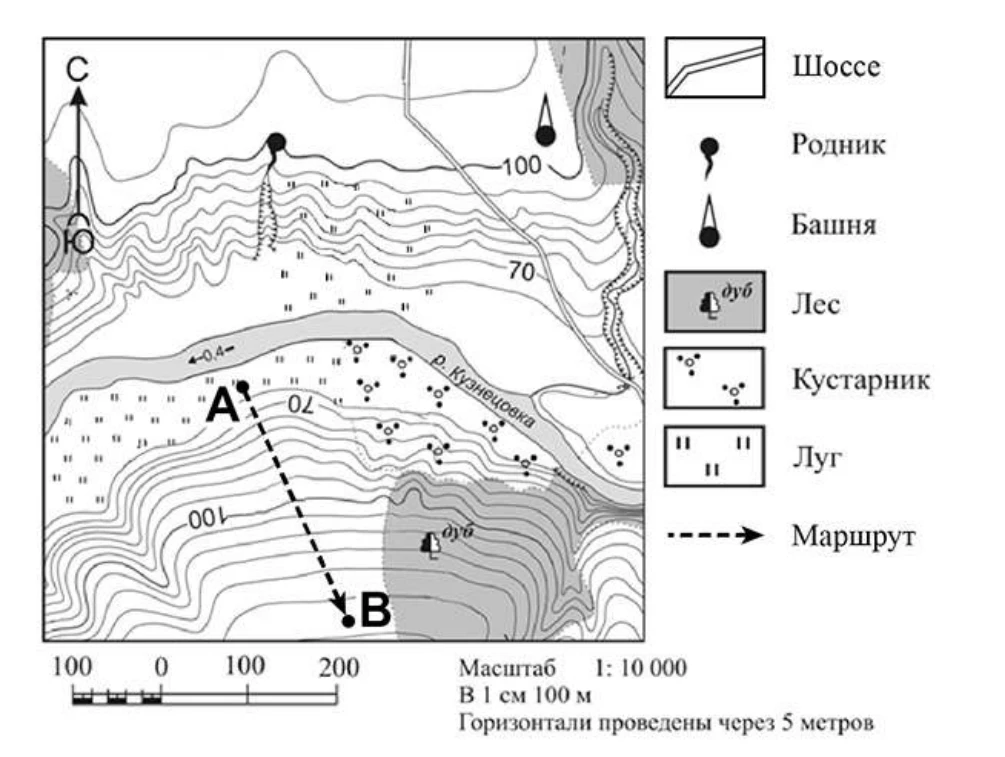 С
Ю
100
70
0.4
р. Кузнецовка
А
70
100
дуб
В
Шоссе
Родник
Башня
дуб
Лес
Кустарник
Луг
Маршрут
100 0 100 200
Масштаб 1: 10 000
В 1 см 100 м
Горизонтали проведены через 5 метров